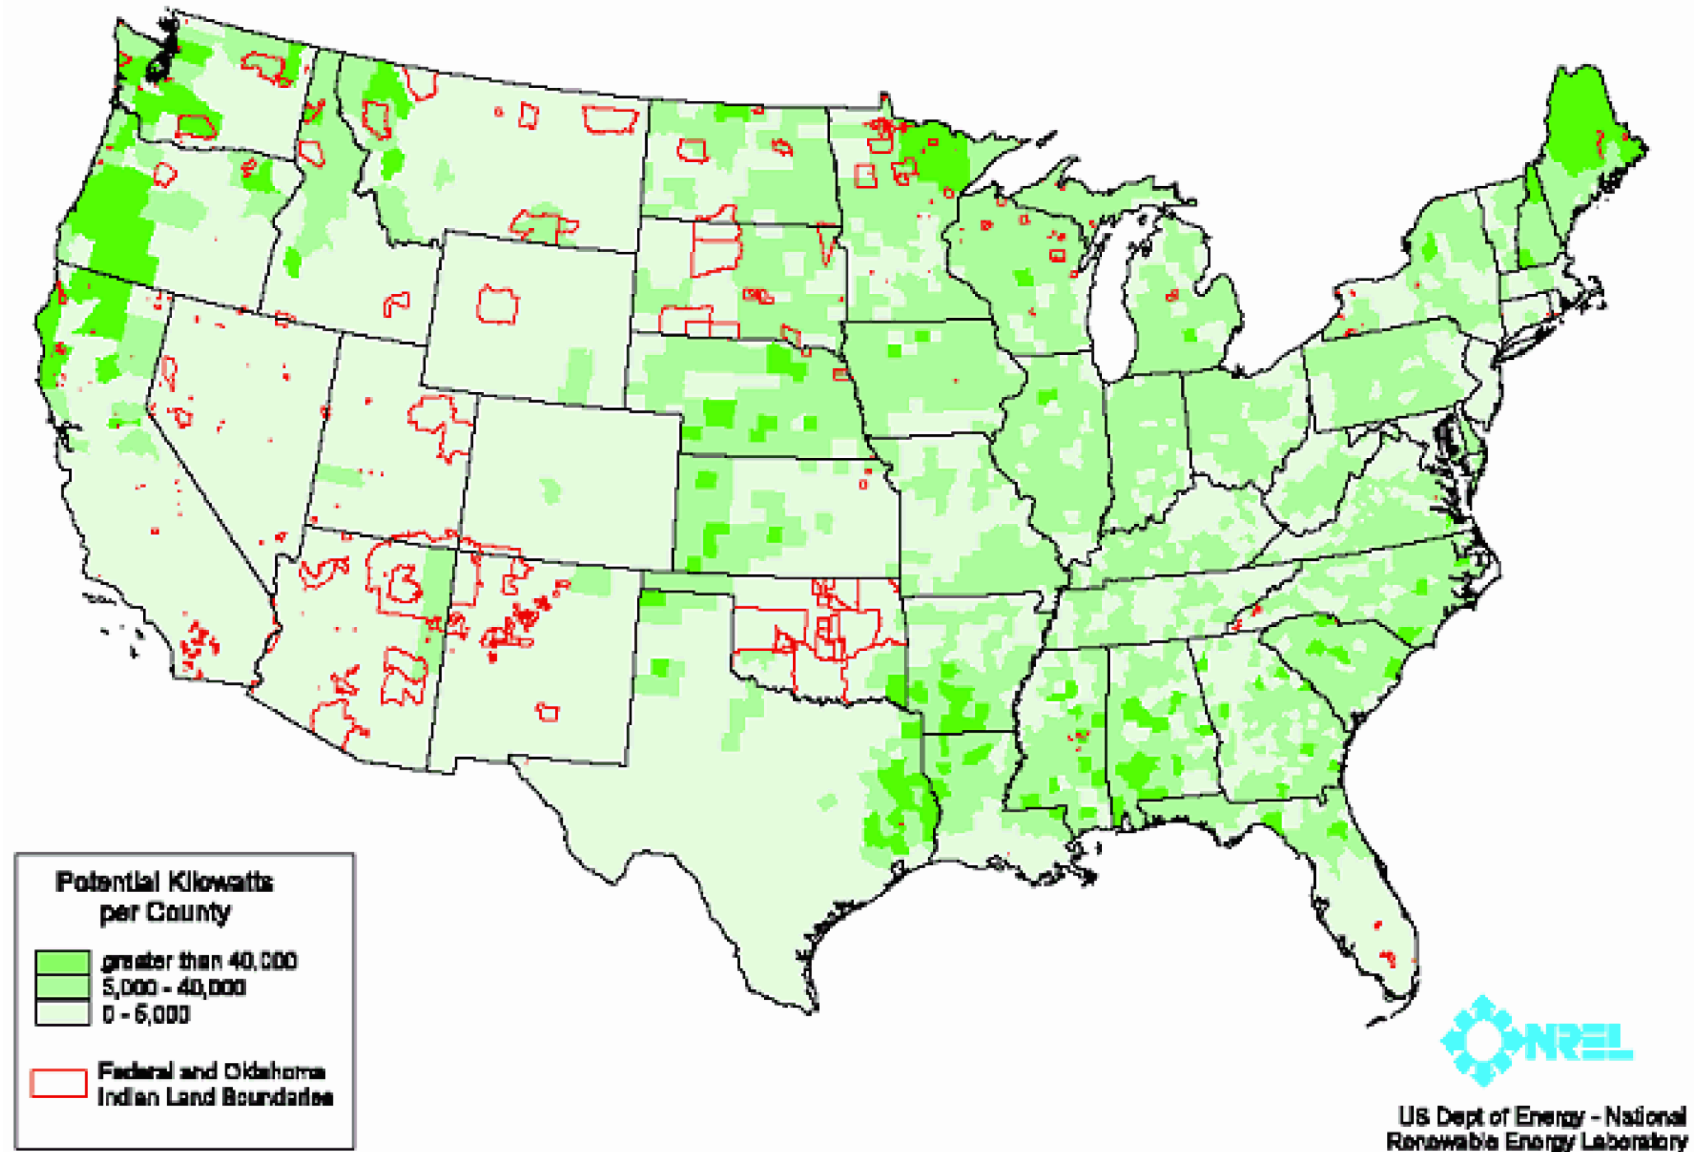 Potential Kilowatts
per County
greater than 40,000
5,000 - 40,000
0 - 5,000
Federal and Oklahoma
Indian Land Boundaries
NREL
US Dept of Energy - National
Renewable Energy Laboratory